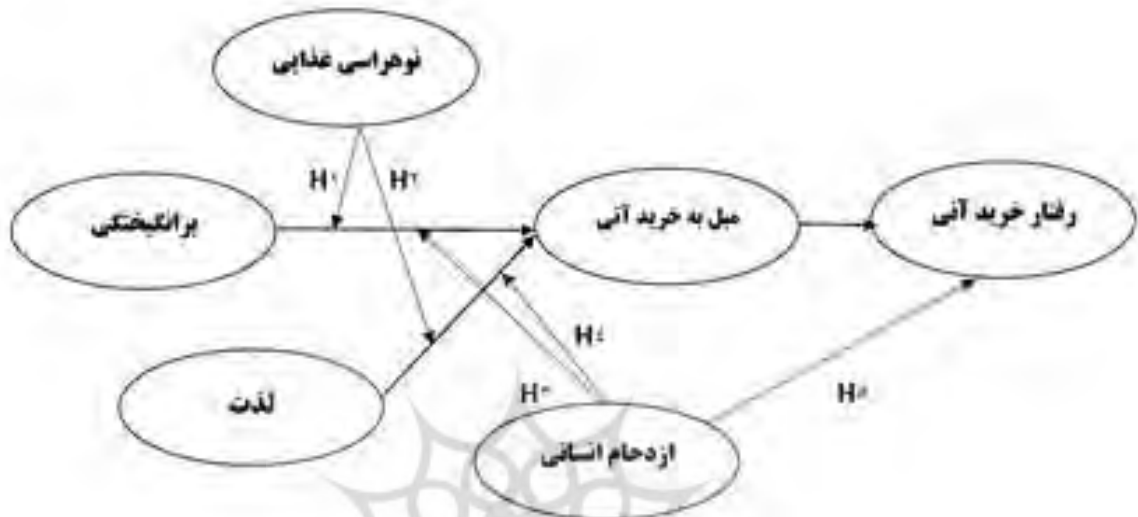 نوهراسی غذایی
H۱
H۲
برانگیختگی
میل به خرید آنی
رفتار خرید آنی
H۴
لذت
H۳
H۵
ازدحام انسانی